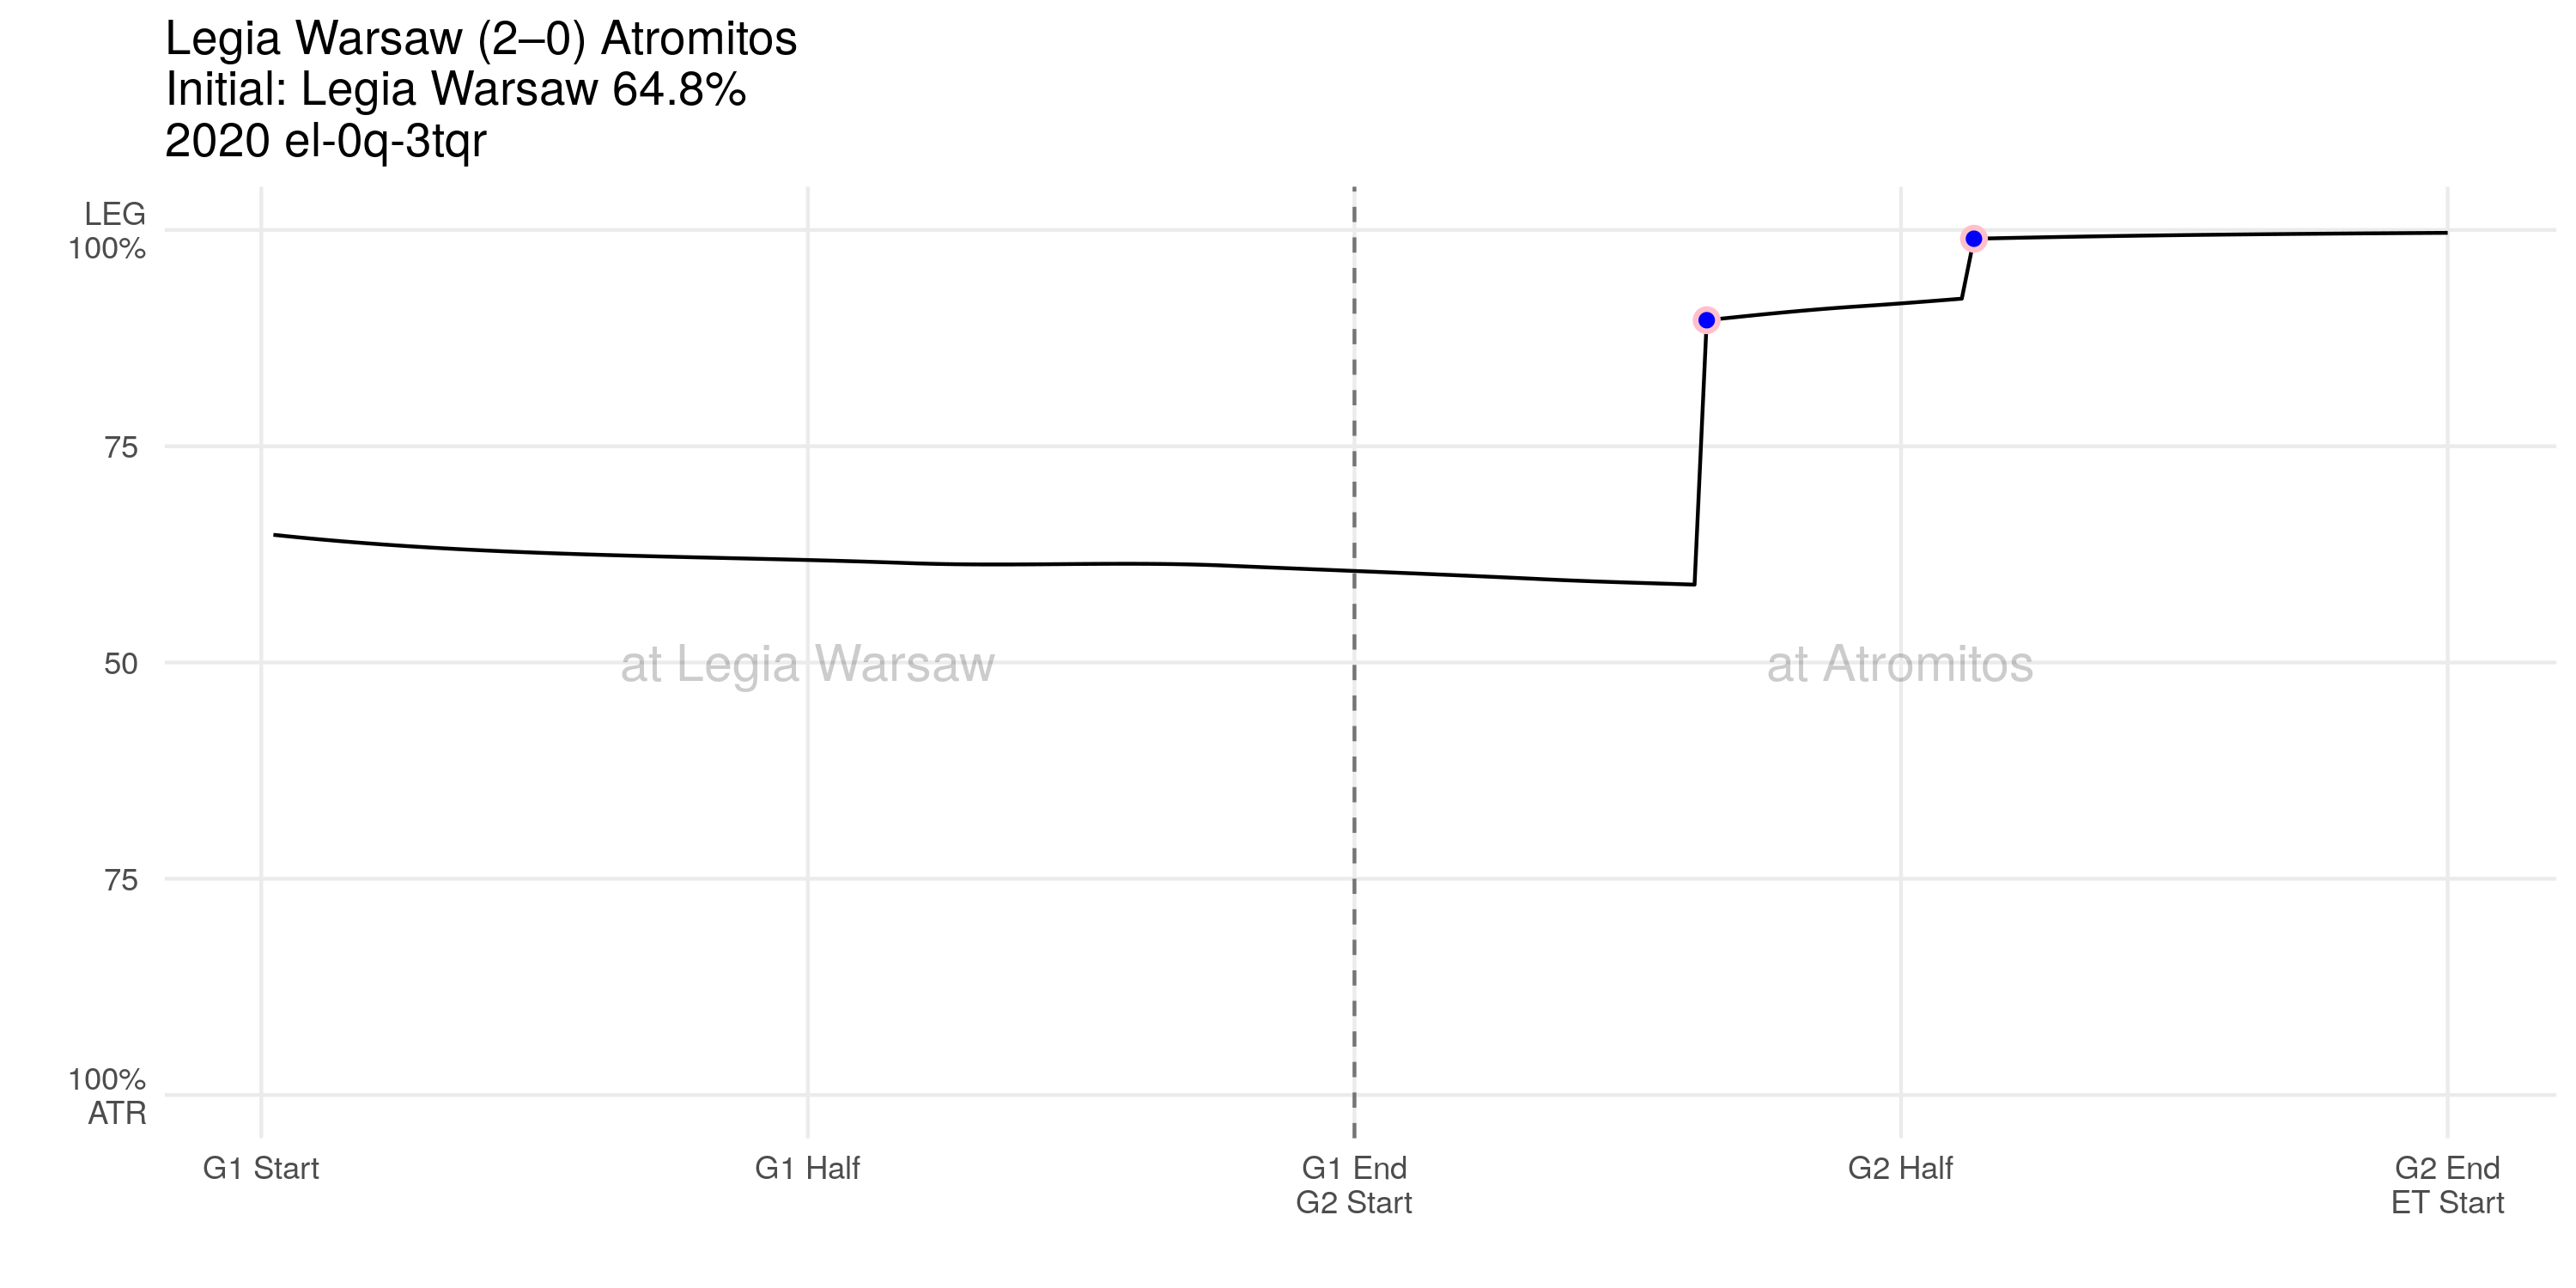 Legia Warsaw (2–0) Atromitos
Initial: Legia Warsaw 64.8%
2020 el-0q-3tqr
LEG
100%
75
50
75
100%
ATR
at Legia Warsaw
at Atromitos
G1 Start
G1 Half
G1 End
G2 Start
G2 Half
G2 End
ET Start